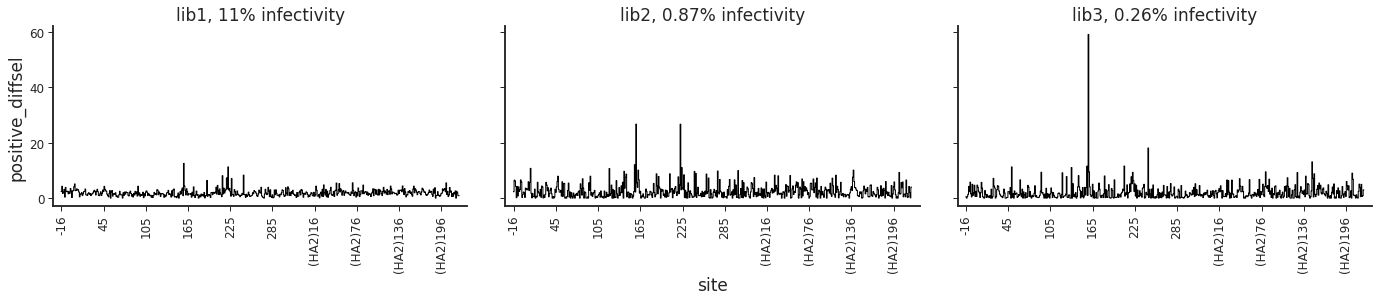 lib1, 11% infectivity
lib2, 0.87% infectivity
lib3, 0.26% infectivity
positive_diffsel
60
40
20
0
-16 45 105 165 225 285 (HA2)16 (HA2)76 (HA2)136 (HA2)196
-16 45 105 165 225 285 (HA2)16 (HA2)76 (HA2)136 (HA2)196
-16 45 105 165 225 285 (HA2)16 (HA2)76 (HA2)136 (HA2)196
site